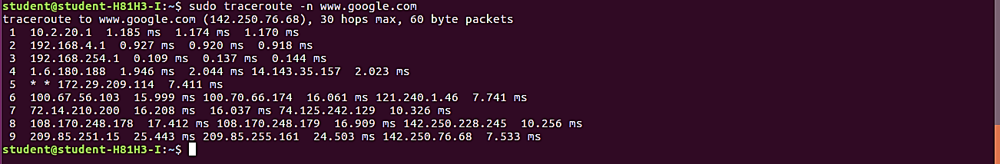 student@student-H81H3-I:~$ sudo traceroute -n www.google.com
traceroute to www.google.com (142.250.76.68), 30 hops max, 60 byte packets
 1  10.2.20.1  1.185 ms  1.174 ms  1.170 ms
 2  192.168.4.1  0.927 ms  0.920 ms  0.918 ms
 3  192.168.254.1  0.109 ms  0.137 ms  0.144 ms
 4  1.6.180.188  1.946 ms  2.044 ms 14.143.35.157  2.023 ms
 5  * * 172.29.209.114  7.411 ms
 6  100.67.56.103  15.999 ms 100.70.66.174  16.061 ms 121.240.1.46  7.741 ms
 7  72.14.210.200  16.208 ms  16.037 ms 74.125.242.129  10.326 ms
 8  108.170.248.178  17.412 ms 108.170.248.179  16.909 ms 142.250.228.245  10.256 ms
 9  209.85.251.15  25.443 ms 209.85.255.161  24.503 ms 142.250.76.68  7.533 ms
student@student-H81H3-I:~$